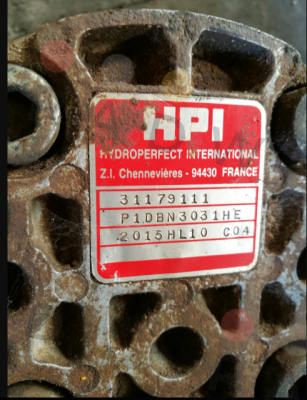 HPI
HYDROPERFECT INTERNATIONAL
Z.I. Chennevières - 94430 FRANCE
31179111
P1DBN3031HE
2015HL10 C04